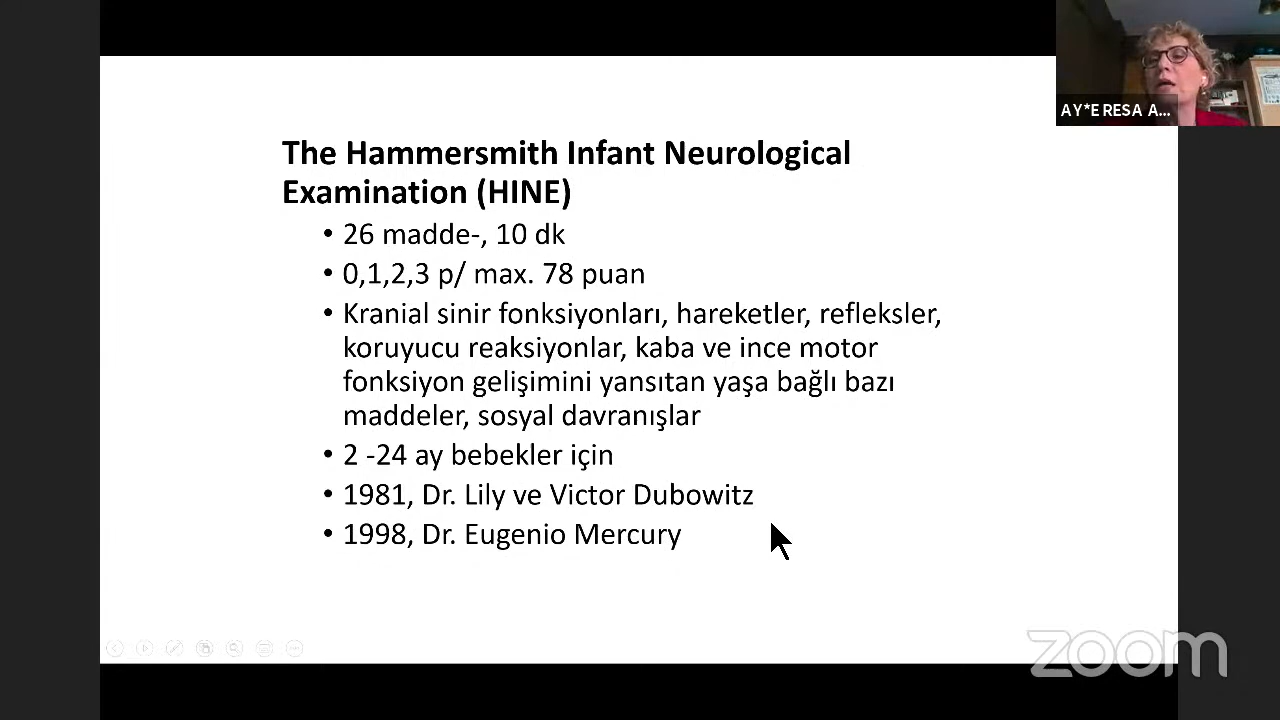 The Hammersmith Infant Neurological
Examination (HINE)
• 26 madde-, 10 dk
• 0,1,2,3 p/ max. 78 puan
• Kranial sinir fonksiyonları, hareketler, refleksler,
koruyucu reaksiyonlar, kaba ve ince motor
fonksiyon gelişimini yansıtan yaşa bağlı bazı
maddeler, sosyal davranışlar
• 2 -24 ay bebekler için
• 1981, Dr. Lily ve Victor Dubowitz
• 1998, Dr. Eugenio Mercury
AY*E RESA A...
zoom